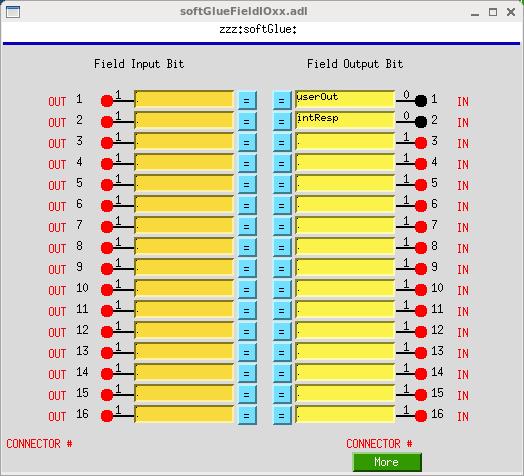 softGlueFieldIOxx.adl
zzz:softGlue:
Field Input Bit Field Output Bit
OUT 1 1 . = = userOut 0 1 IN
OUT 2 1 . = = intResp 0 2 IN
OUT 3 1 . = = . 1 3 IN
OUT 4 1 . = = . 1 4 IN
OUT 5 1 . = = . 1 5 IN
OUT 6 1 . = = . 1 6 IN
OUT 7 1 . = = . 1 7 IN
OUT 8 1 . = = . 1 8 IN
OUT 9 1 . = = . 1 9 IN
OUT 10 1 . = = . 1 10 IN
OUT 11 1 . = = . 1 11 IN
OUT 12 1 . = = . 1 12 IN
OUT 13 1 . = = . 1 13 IN
OUT 14 1 . = = . 1 14 IN
OUT 15 1 . = = . 1 15 IN
OUT 16 1 . = = . 1 16 IN
CONNECTOR # CONNECTOR #
More